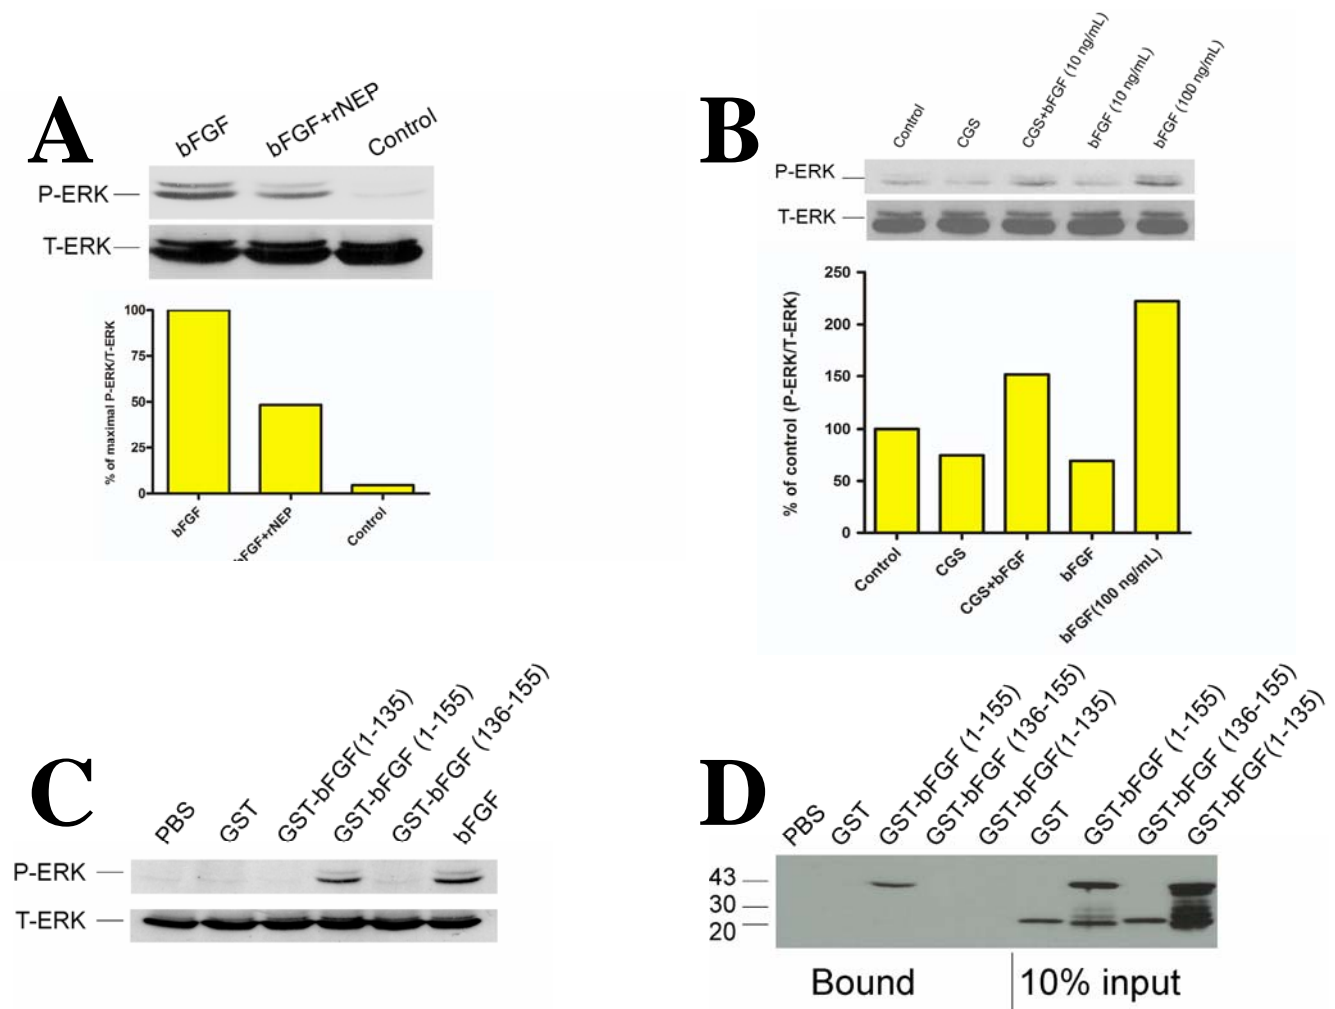 A
bFGF
bFGF+rNEP
Control
P-ERK
T-ERK
100
75
50
25
0
% of maximal P-ERK/T-ERK
bFGF
bFGF+rNEP
Control
B
Control
CGS
CGS+bFGF (10 ng/mL)
bFGF (10 ng/mL)
bFGF (100 ng/mL)
P-ERK
T-ERK
250
200
150
100
50
0
% of control (P-ERK/T-ERK)
Control
CGS
CGS+bFGF
bFGF
bFGF(100 ng/mL)
C
PBS
GST
GST-bFGF(1-135)
GST-bFGF (1-155)
GST-bFGF (136-155)
bFGF
P-ERK
T-ERK
D
PBS
GST
GST-bFGF (1-155)
GST-bFGF (136-155)
GST-bFGF(1-135)
GST
GST-bFGF (1-155)
GST-bFGF (136-155)
GST-bFGF(1-135)
43
30
20
Bound
10% input